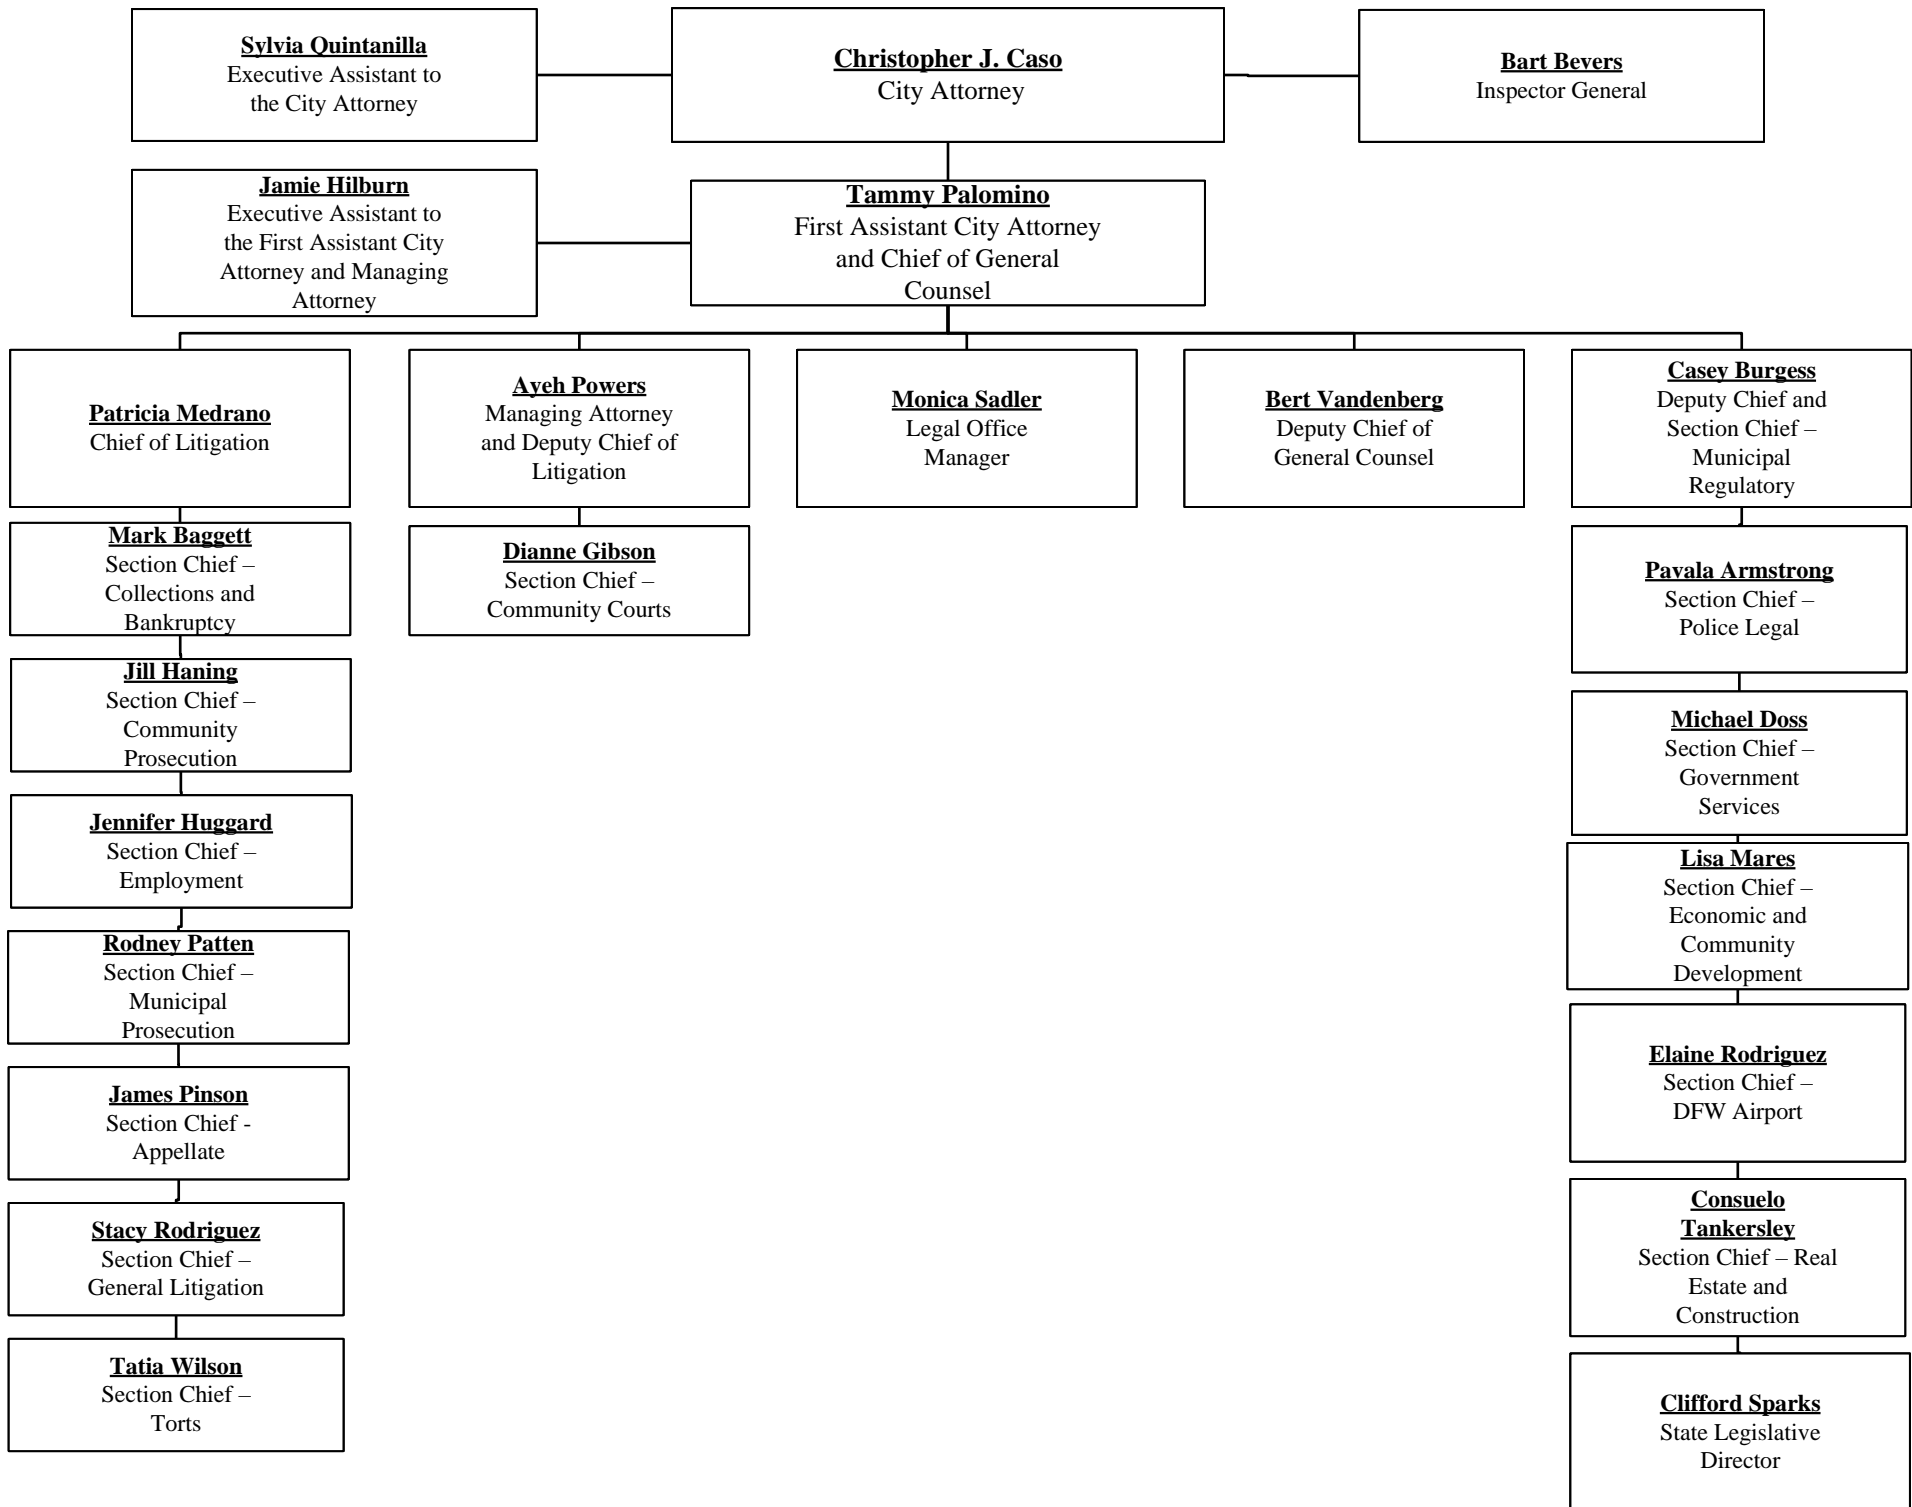 Sylvia Quintanilla
Executive Assistant to
the City Attorney
Christopher J. Caso
City Attorney
Bart Bevers
Inspector General
Jamie Hilburn
Executive Assistant to
the First Assistant City
Attorney and Managing
Attorney
Tammy Palomino
First Assistant City Attorney
and Chief of General
Counsel
Patricia Medrano
Chief of Litigation
Ayeh Powers
Managing Attorney
and Deputy Chief of
Litigation
Monica Sadler
Legal Office
Manager
Bert Vandenberg
Deputy Chief of
General Counsel
Casey Burgess
Deputy Chief and
Section Chief –
Municipal
Regulatory
Mark Baggett
Section Chief –
Collections and
Bankruptcy
Jill Haning
Section Chief –
Community
Prosecution
Jennifer Huggard
Section Chief –
Employment
Rodney Patten
Section Chief –
Municipal
Prosecution
James Pinson
Section Chief -
Appellate
Stacy Rodriguez
Section Chief –
General Litigation
Tatia Wilson
Section Chief –
Torts
Dianne Gibson
Section Chief –
Community Courts
Pavala Armstrong
Section Chief –
Police Legal
Michael Doss
Section Chief –
Government
Services
Lisa Mares
Section Chief –
Economic and
Community
Development
Elaine Rodriguez
Section Chief –
DFW Airport
Consuelo
Tankersley
Section Chief – Real
Estate and
Construction
Clifford Sparks
State Legislative
Director